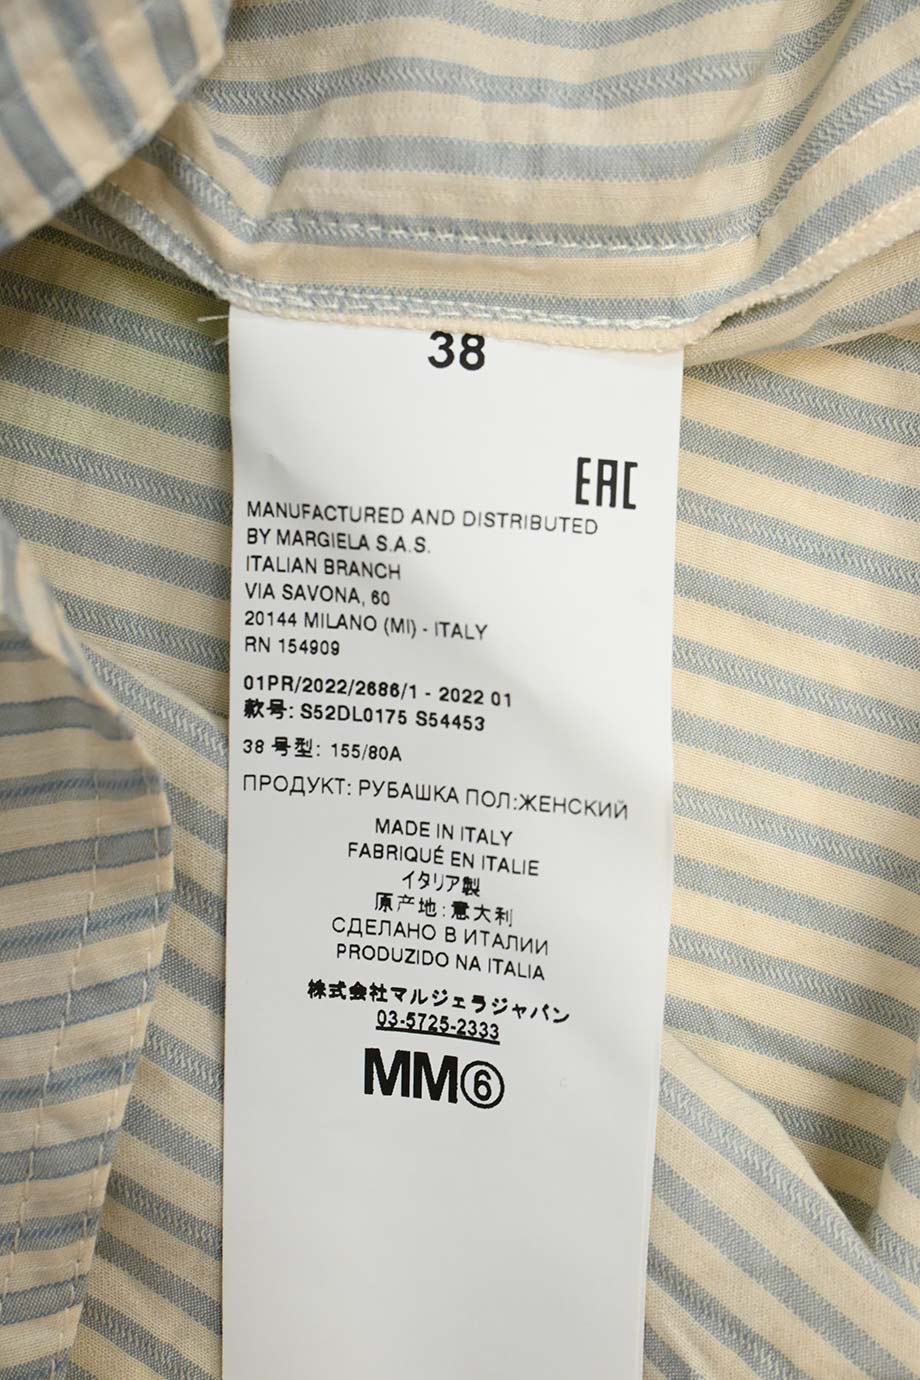 38
EAC
MANUFACTURED AND DISTRIBUTED
BY MARGIELA S.A.S.
ITALIAN BRANCH
VIA SAVONA, 60
20144 MILANO (MI) - ITALY
RN 154909
01PR/2022/2686/1 - 2022 01
款号: S52DL0175 S54453
38 号型: 155/80A
ПРОДУКТ: РУБАШКА ПОЛ:ЖЕНСКИЙ
MADE IN ITALY
FABRIQUÉ EN ITALIE
イタリア製
原产地:意大利
СДЕЛАНО В ИТАЛИИ
PRODUZIDO NA ITALIA
株式会社マルジェラジャパン
03-5725-2333
MM⑥